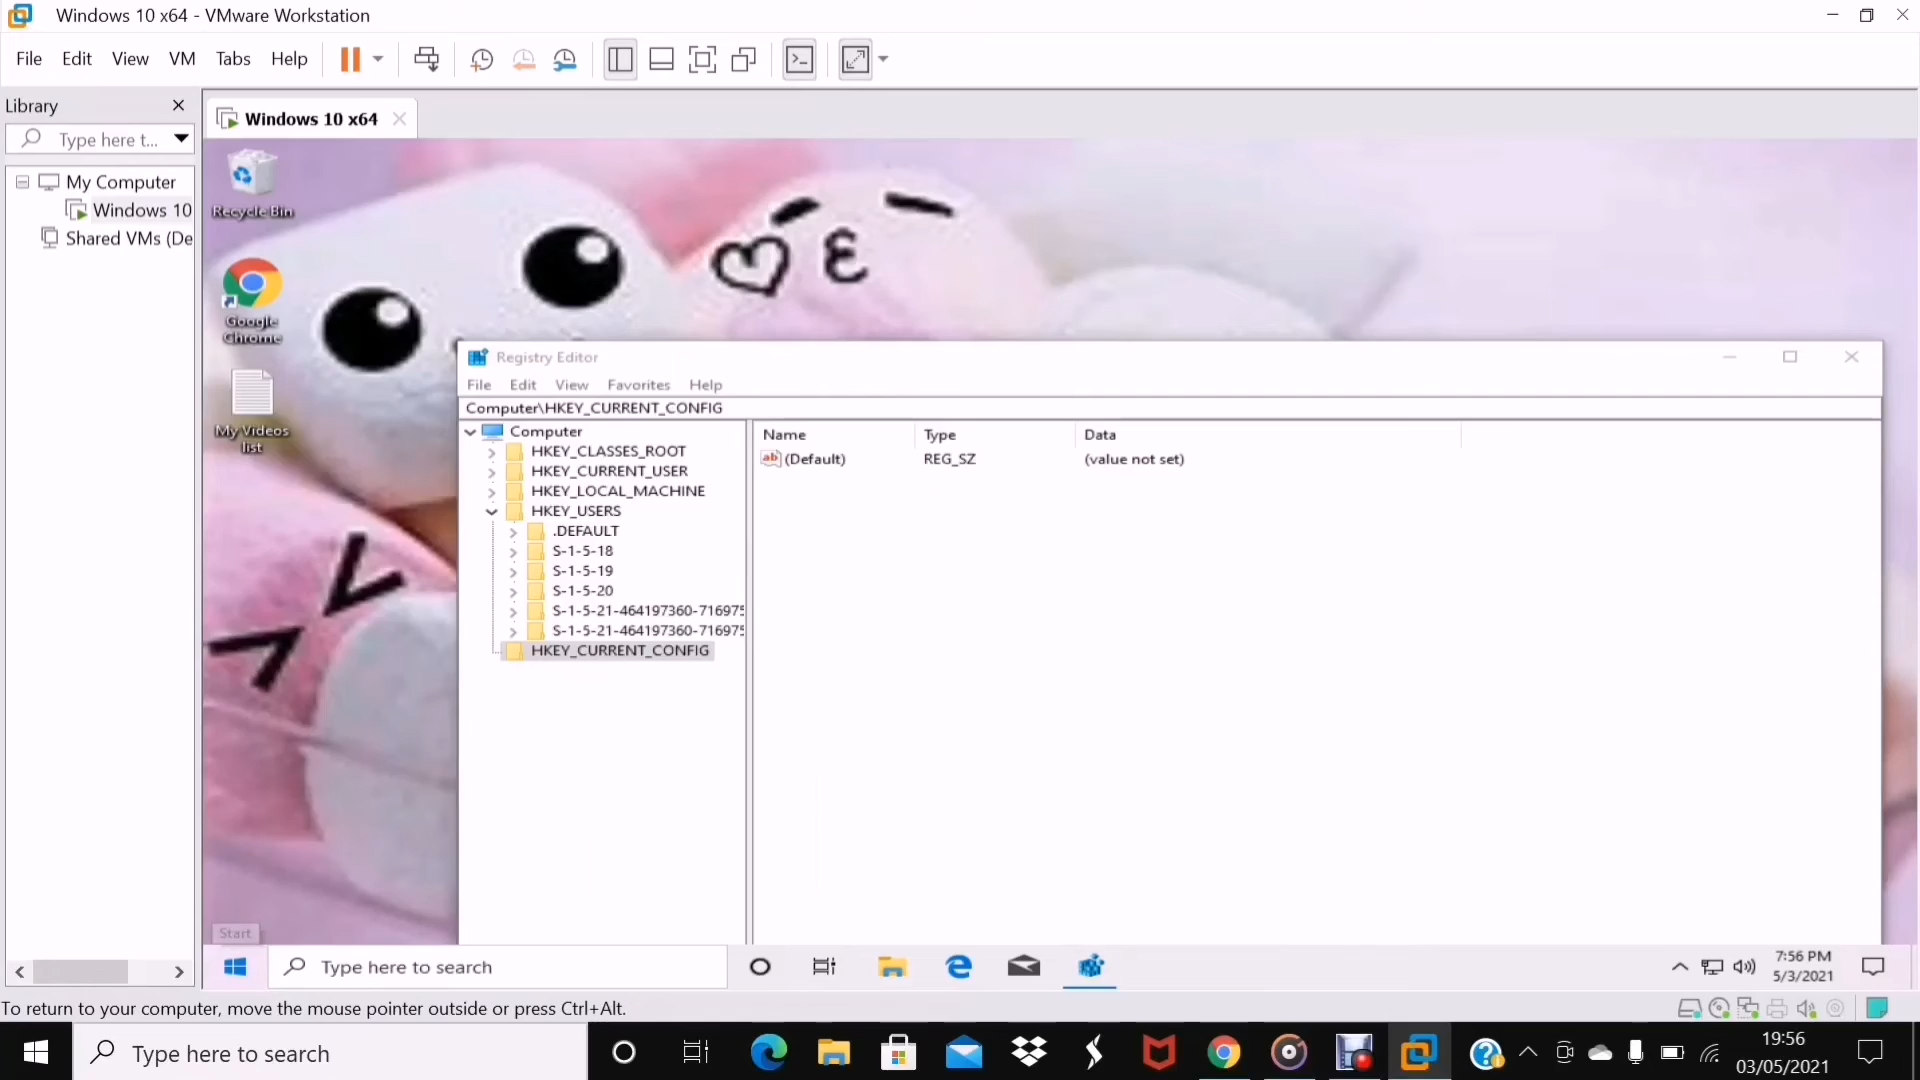 Windows 10 x64 - VMware Workstation
File Edit View VM Tabs Help
Library
Type here t...
My Computer
Windows 10
Shared VMs (De
Windows 10 x64
Recycle Bin
Google
Chrome
My Videos
list
Registry Editor
File Edit View Favorites Help
Computer\HKEY_CURRENT_CONFIG
Computer
HKEY_CLASSES_ROOT
HKEY_CURRENT_USER
HKEY_LOCAL_MACHINE
HKEY_USERS
.DEFAULT
S-1-5-18
S-1-5-19
S-1-5-20
S-1-5-21-464197360-716975
S-1-5-21-464197360-716975
HKEY_CURRENT_CONFIG
Name Type Data
(Default) REG_SZ (value not set)
Start
Type here to search
7:56 PM
5/3/2021
To return to your computer, move the mouse pointer outside or press Ctrl+Alt.
Type here to search
19:56
03/05/2021